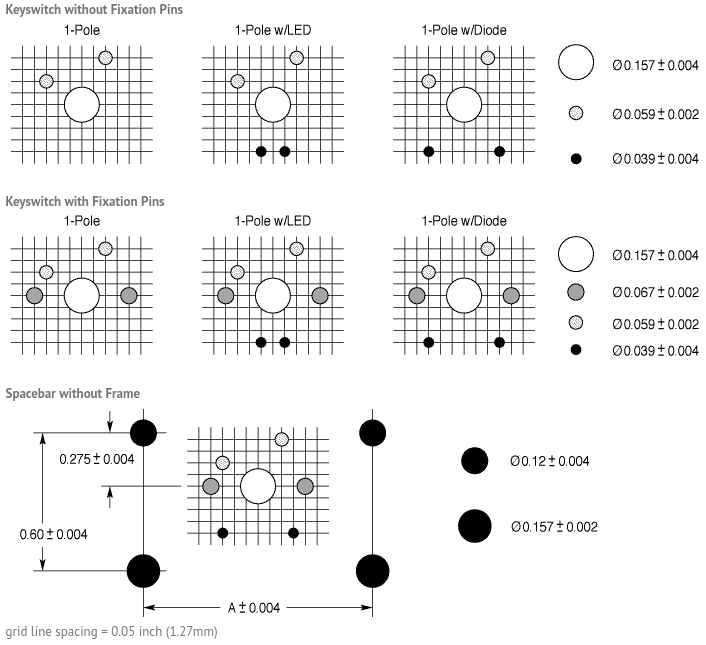 Keyswitch without Fixation Pins
1-Pole 1-Pole w/LED 1-Pole w/Diode
Ø0.157 ± 0.004
Ø0.059 ± 0.002
Ø0.039 ± 0.004
Keyswitch with Fixation Pins
1-Pole 1-Pole w/LED 1-Pole w/Diode
Ø0.157 ± 0.004
Ø0.067 ± 0.002
Ø0.059 ± 0.002
Ø0.039 ± 0.004
Spacebar without Frame
0.275 ± 0.004
Ø0.12 ± 0.004
0.60 ± 0.004
Ø0.157 ± 0.002
A ± 0.004
grid line spacing = 0.05 inch (1.27mm)